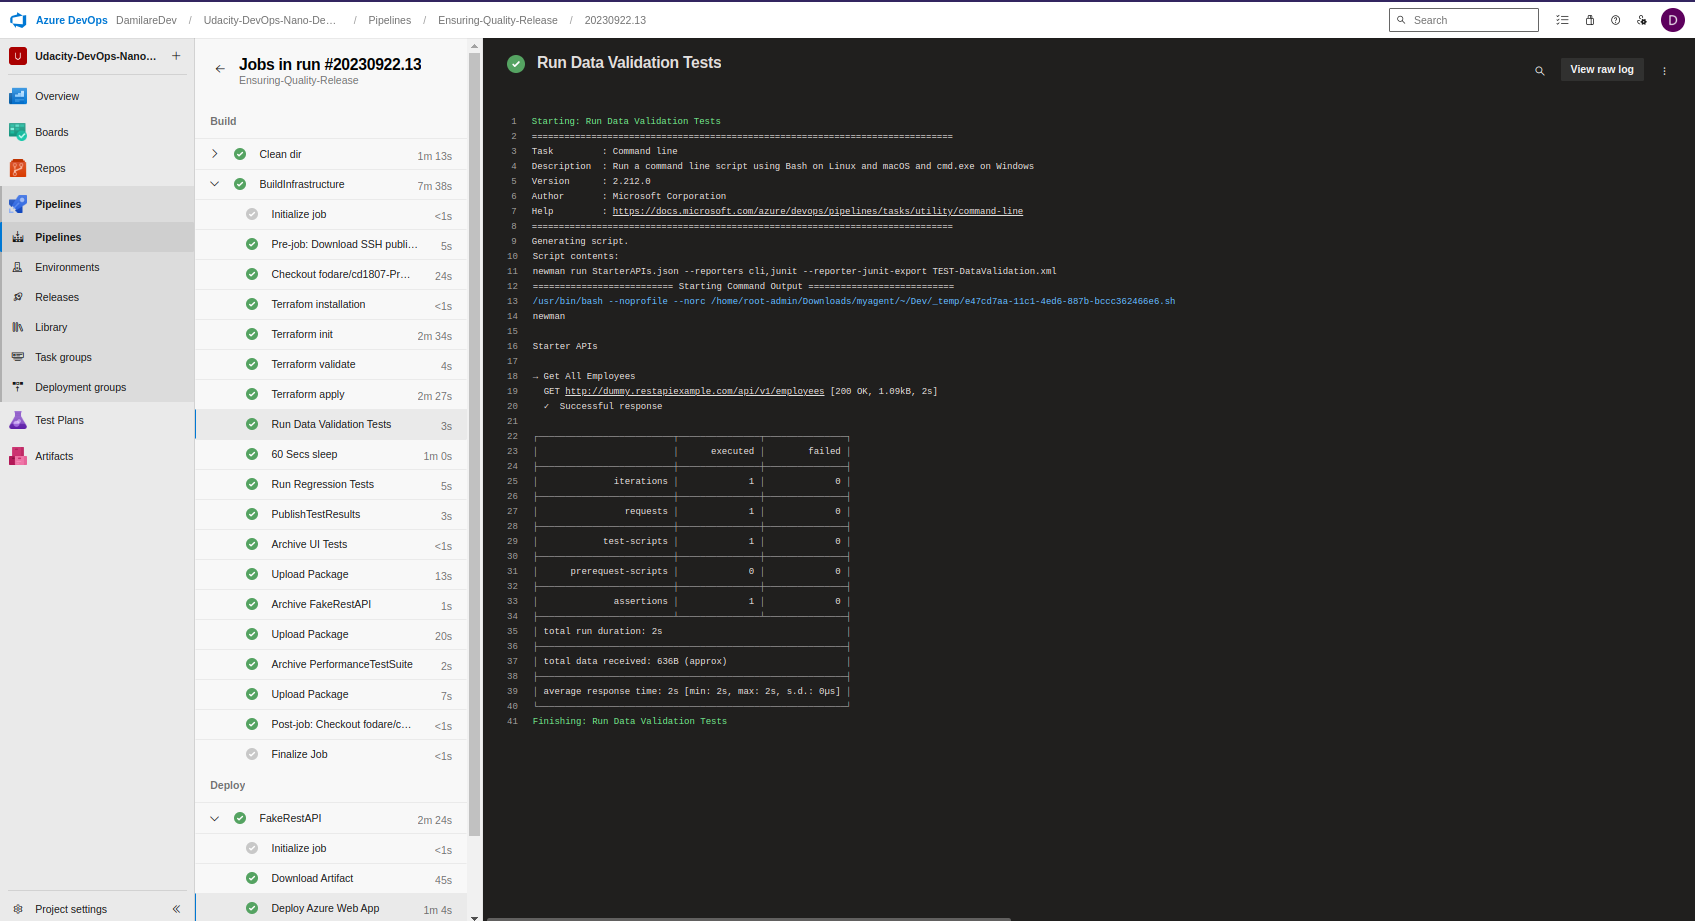 Azure DevOps DamilareDev / Udacity-DevOps-Nano-De... / Pipelines / Ensuring-Quality-Release / 20230922.13
Search
D
U Udacity-DevOps-Nano... +
Overview
Boards
Repos
Pipelines
Pipelines
Environments
Releases
Library
Task groups
Deployment groups
Test Plans
Artifacts
Project settings
Jobs in run #20230922.13
Ensuring-Quality-Release
Build
Clean dir 1m 13s
BuildInfrastructure 7m 38s
Initialize job <1s
Pre-job: Download SSH publi... 5s
Checkout fodare/cd1807-Pr... 24s
Terrafom installation <1s
Terraform init 2m 34s
Terraform validate 4s
Terraform apply 2m 27s
Run Data Validation Tests 3s
60 Secs sleep 1m 0s
Run Regression Tests 5s
PublishTestResults 3s
Archive UI Tests <1s
Upload Package 13s
Archive FakeRestAPI 1s
Upload Package 20s
Archive PerformanceTestSuite 2s
Upload Package 7s
Post-job: Checkout fodare/c... <1s
Finalize Job <1s
Deploy
FakeRestAPI 2m 24s
Initialize job <1s
Download Artifact 45s
Deploy Azure Web App 1m 4s
Run Data Validation Tests
View raw log
1 Starting: Run Data Validation Tests
2 ==============================================================================
3 Task : Command line
4 Description : Run a command line script using Bash on Linux and macOS and cmd.exe on Windows
5 Version : 2.212.0
6 Author : Microsoft Corporation
7 Help : https://docs.microsoft.com/azure/devops/pipelines/tasks/utility/command-line
8 ==============================================================================
9 Generating script.
10 Script contents:
11 newman run StarterAPIs.json --reporters cli,junit --reporter-junit-export TEST-DataValidation.xml
12 ========================== Starting Command Output ===========================
13 /usr/bin/bash --noprofile --norc /home/root-admin/Downloads/myagent/~/Dev/_temp/e47cd7aa-11c1-4ed6-887b-bccc362466e6.sh
14 newman
15
16 Starter APIs
17
18 → Get All Employees
19 GET http://dummy.restapiexample.com/api/v1/employees [200 OK, 1.09kB, 2s]
20 ✓ Successful response
21
22
23 executed failed
24
25 iterations 1 0
26
27 requests 1 0
28
29 test-scripts 1 0
30
31 prerequest-scripts 0 0
32
33 assertions 1 0
34
35 total run duration: 2s
36
37 total data received: 636B (approx)
38
39 average response time: 2s [min: 2s, max: 2s, s.d.: 0µs]
40
41 Finishing: Run Data Validation Tests